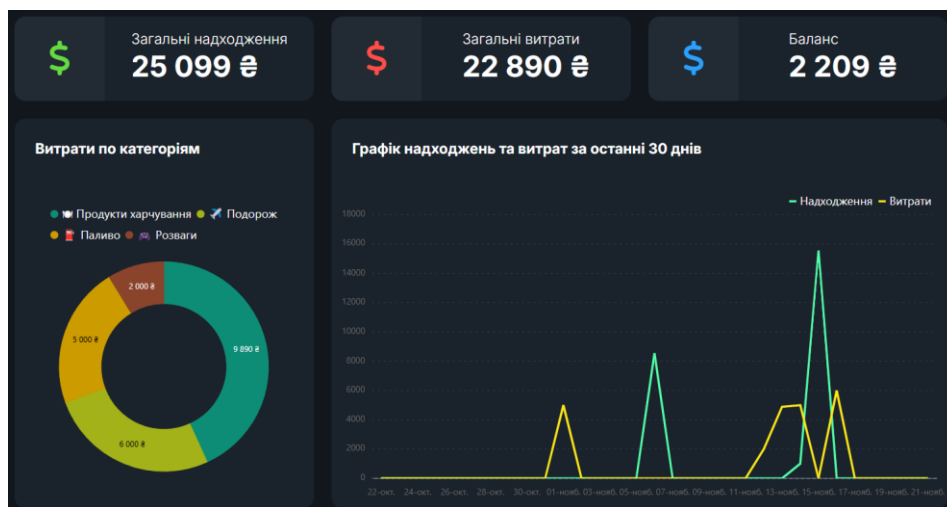 Загальні надходження
25 099 ₴
Загальні витрати
22 890 ₴
Баланс
2 209 ₴
Витрати по категоріям
Продукти харчування Подорож
Паливо Розваги
2 000 ₴
5 000 ₴
9 890 ₴
6 000 ₴
Графік надходжень та витрат за останні 30 днів
Надходження Витрати
18000
16000
14000
12000
10000
8000
6000
4000
2000
0
22-окт. 24-окт. 26-окт. 28-окт. 30-окт. 01-нояб. 03-нояб. 05-нояб. 07-нояб. 09-нояб. 11-нояб. 13-нояб. 15-нояб. 17-нояб. 19-нояб. 21-нояб.